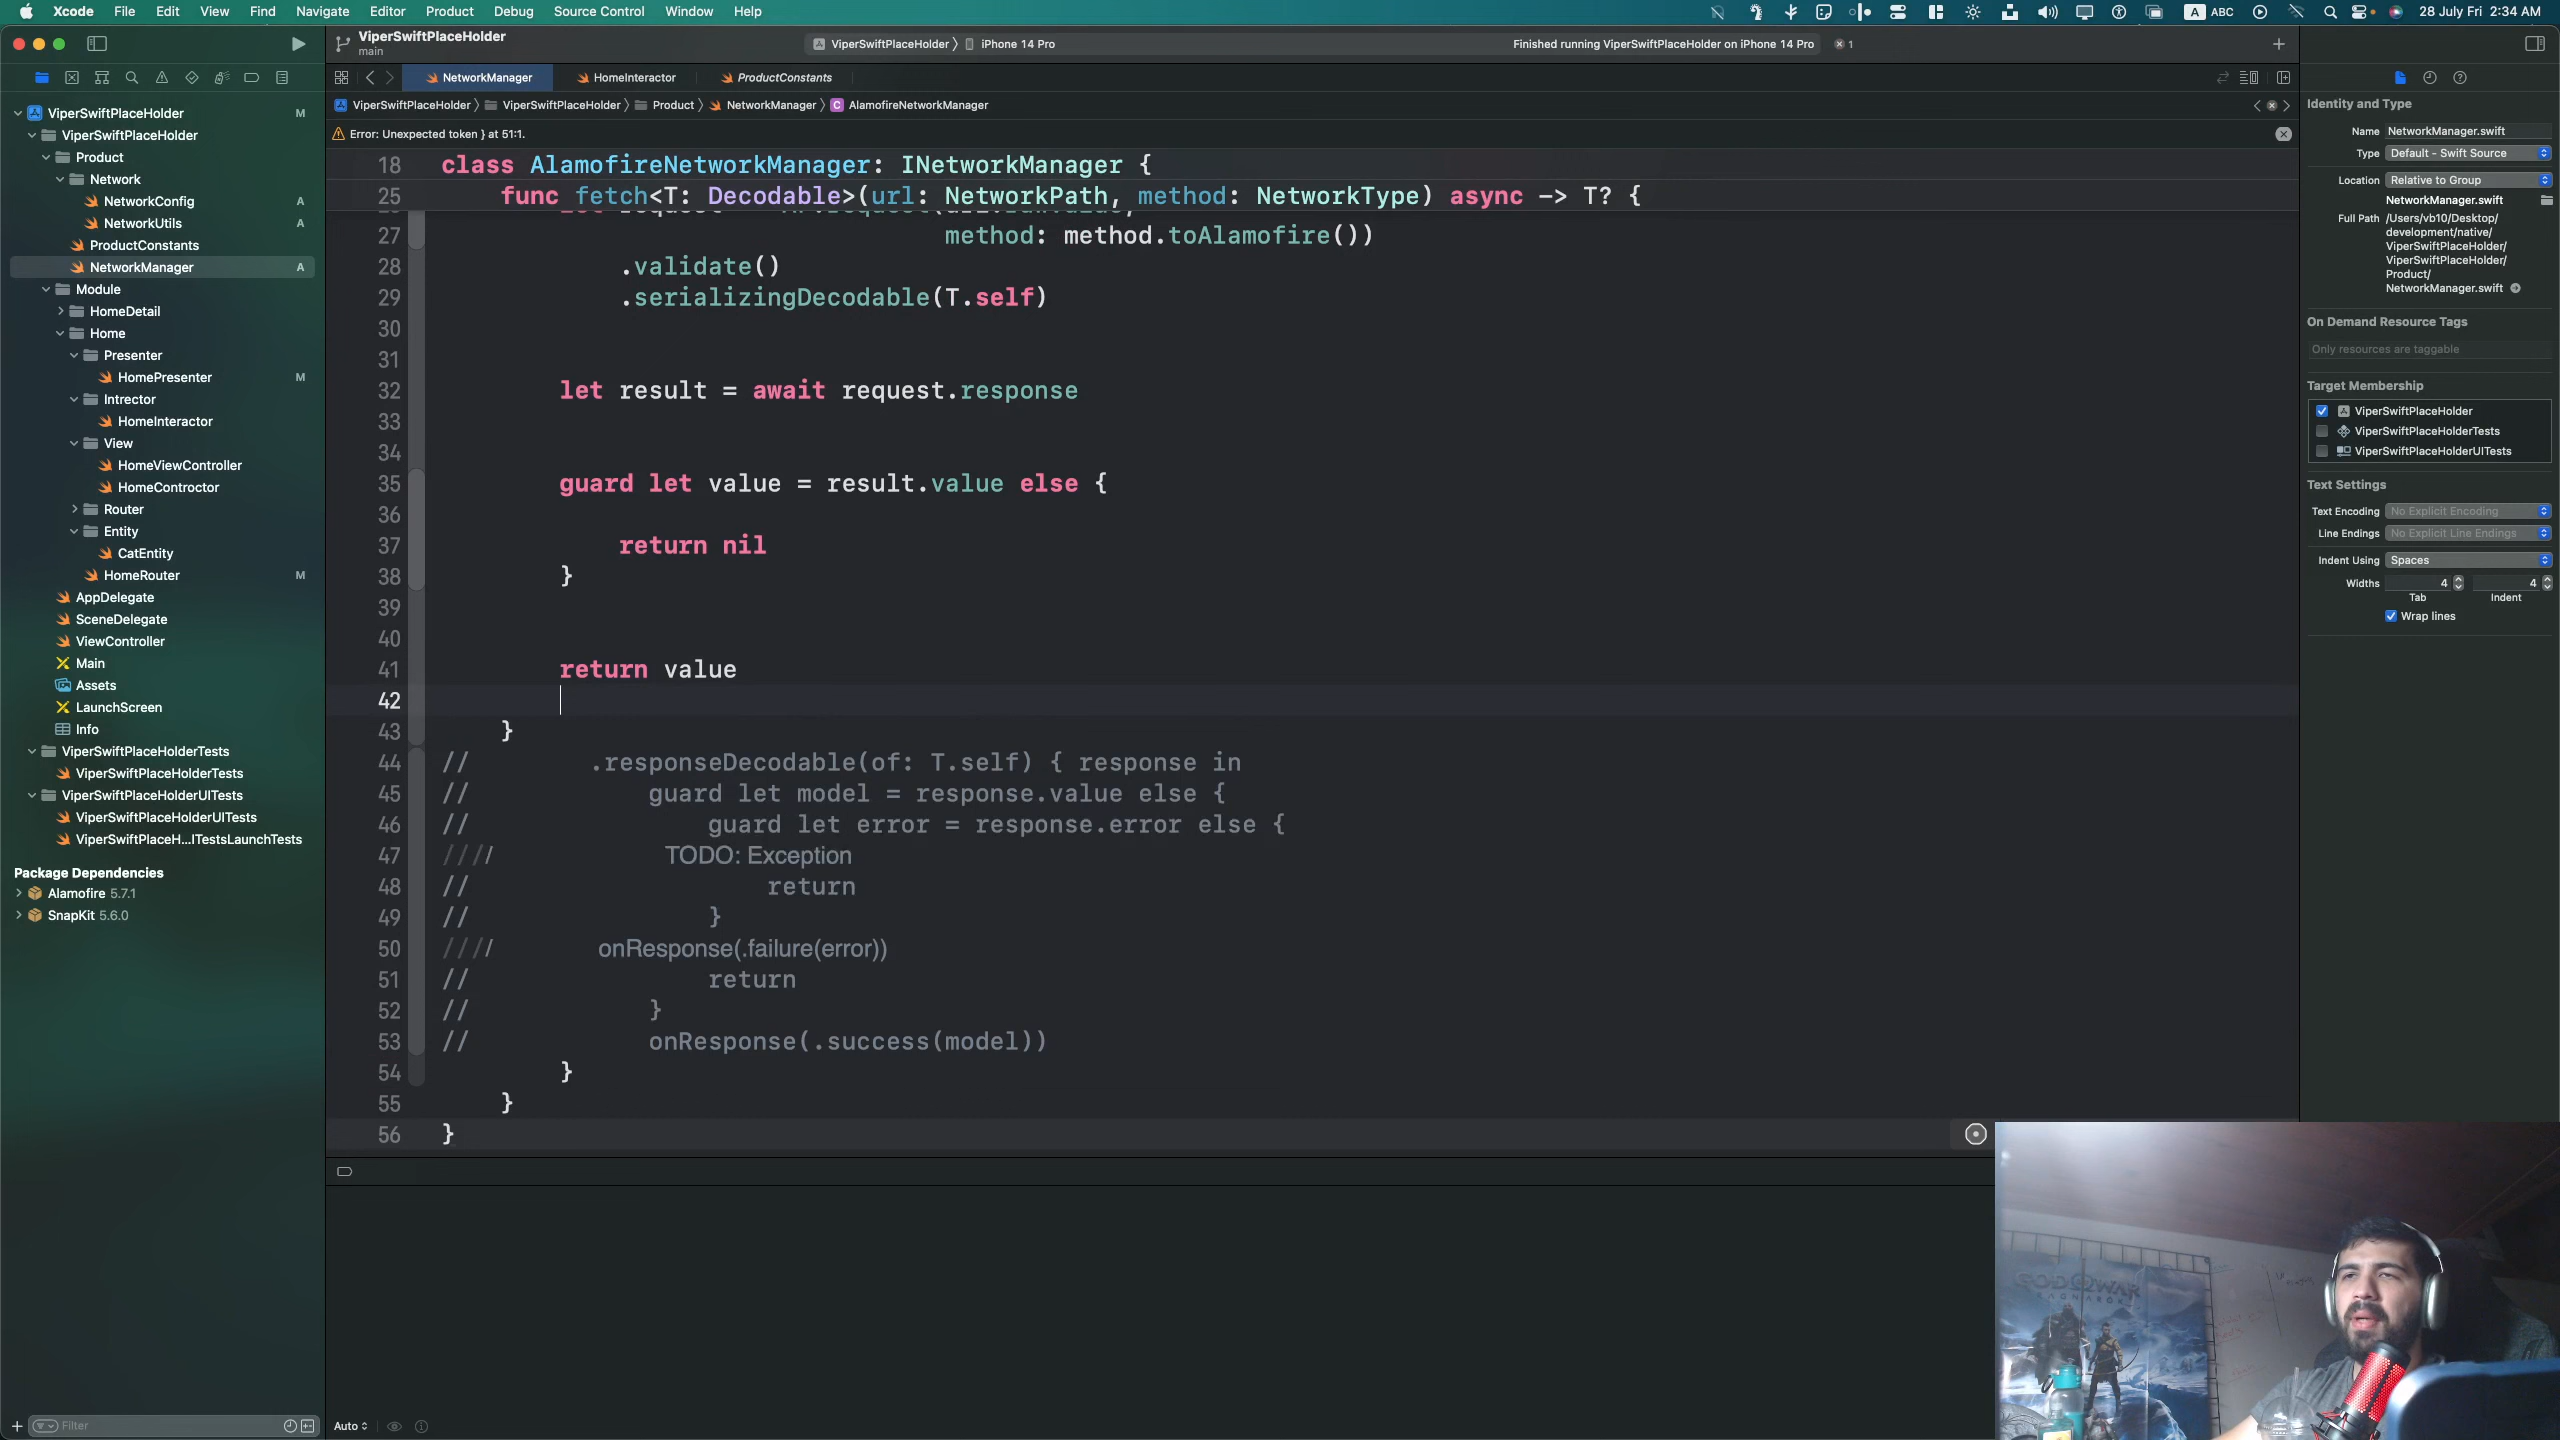 Xcode File Edit View Find Navigate Editor Product Debug Source Control Window Help
A ABC 28 July Fri 2:34 AM
ViperSwiftPlaceHolder
main
ViperSwiftPlaceHolder iPhone 14 Pro
Finished running ViperSwiftPlaceHolder on iPhone 14 Pro 1
NetworkManager HomeInteractor ProductConstants
ViperSwiftPlaceHolder ViperSwiftPlaceHolder Product NetworkManager C AlamofireNetworkManager
Error: Unexpected token } at 51:1.
ViperSwiftPlaceHolder M
ViperSwiftPlaceHolder
Product
Network
NetworkConfig A
NetworkUtils A
ProductConstants
NetworkManager A
Module
HomeDetail
Home
Presenter
HomePresenter M
Intrector
HomeInteractor
View
HomeViewController
HomeControctor
Router
Entity
CatEntity
HomeRouter M
AppDelegate
SceneDelegate
ViewController
Main
Assets
LaunchScreen
Info
ViperSwiftPlaceHolderTests
ViperSwiftPlaceHolderTests
ViperSwiftPlaceHolderUITests
ViperSwiftPlaceHolderUITests
ViperSwiftPlaceH...ITestsLaunchTests
Package Dependencies
Alamofire 5.7.1
SnapKit 5.6.0
Filter
18 class AlamofireNetworkManager: INetworkManager {
25 func fetch<T: Decodable>(url: NetworkPath, method: NetworkType) async -> T? {
27 method: method.toAlamofire())
28 .validate()
29 .serializingDecodable(T.self)
30
31
32 let result = await request.response
33
34
35 guard let value = result.value else {
36
37 return nil
38 }
39
40
41 return value
42
43 }
44 // .responseDecodable(of: T.self) { response in
45 // guard let model = response.value else {
46 // guard let error = response.error else {
47 //// TODO: Exception
48 // return
49 // }
50 //// onResponse(.failure(error))
51 // return
52 // }
53 // onResponse(.success(model))
54 }
55 }
56 }
Auto
Identity and Type
Name NetworkManager.swift
Type Default - Swift Source
Location Relative to Group
NetworkManager.swift
Full Path /Users/vb10/Desktop/
development/native/
ViperSwiftPlaceHolder/
ViperSwiftPlaceHolder/
Product/
NetworkManager.swift
On Demand Resource Tags
Only resources are taggable
Target Membership
ViperSwiftPlaceHolder
ViperSwiftPlaceHolderTests
ViperSwiftPlaceHolderUITests
Text Settings
Text Encoding No Explicit Encoding
Line Endings No Explicit Line Endings
Indent Using Spaces
Widths 4 4
Tab Indent
Wrap lines
GOD OF WAR
RAGNARÖK